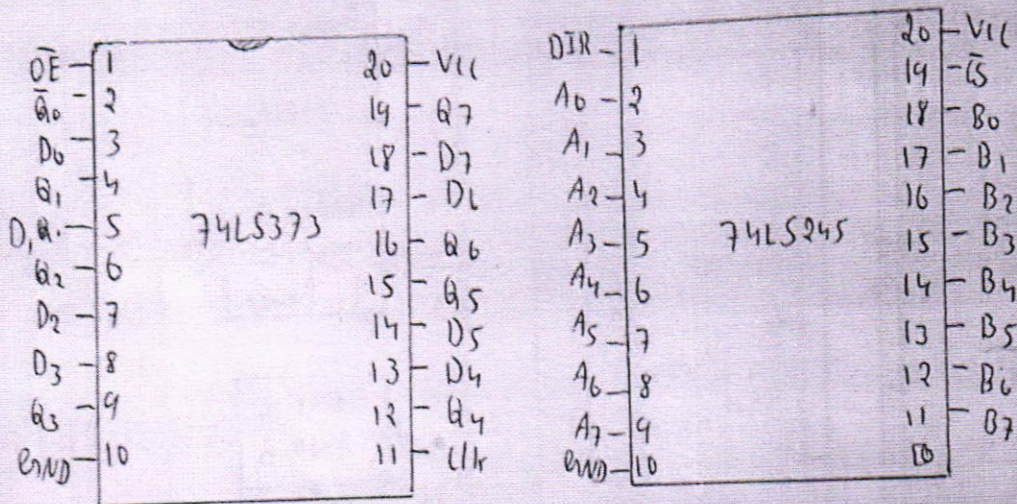 OE 1 20 VCC
Q0 2 19 Q7
D0 3 18 D7
Q1 4 17 D6
D1 5 16 Q6
Q2 6 15 Q5
D2 7 14 D5
D3 8 13 D4
Q3 9 12 Q4
GND 10 11 Clk
74LS373
DIR 1 20 VCC
A0 2 19 CS
A1 3 18 B0
A2 4 17 B1
A3 5 16 B2
A4 6 15 B3
A5 7 14 B4
A6 8 13 B5
A7 9 12 B6
GND 10 11 B7
74LS245